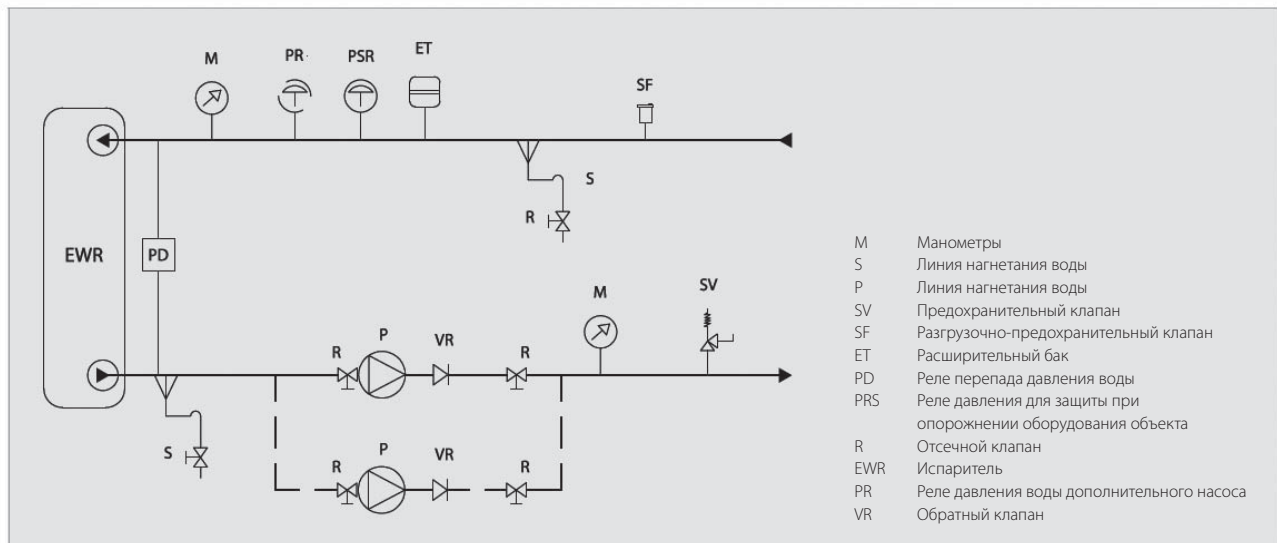 M
PR
PSR
ET
SF
S
R
EWR
PD
M
SV
R
P
VR
R
S
R
P
VR
R
M Манометры
S Линия нагнетания воды
P Линия нагнетания воды
SV Предохранительный клапан
SF Разгрузочно-предохранительный клапан
ET Расширительный бак
PD Реле перепада давления воды
PRS Реле давления для защиты при
опорожнении оборудования объекта
R Отсечной клапан
EWR Испаритель
PR Реле давления воды дополнительного насоса
VR Обратный клапан